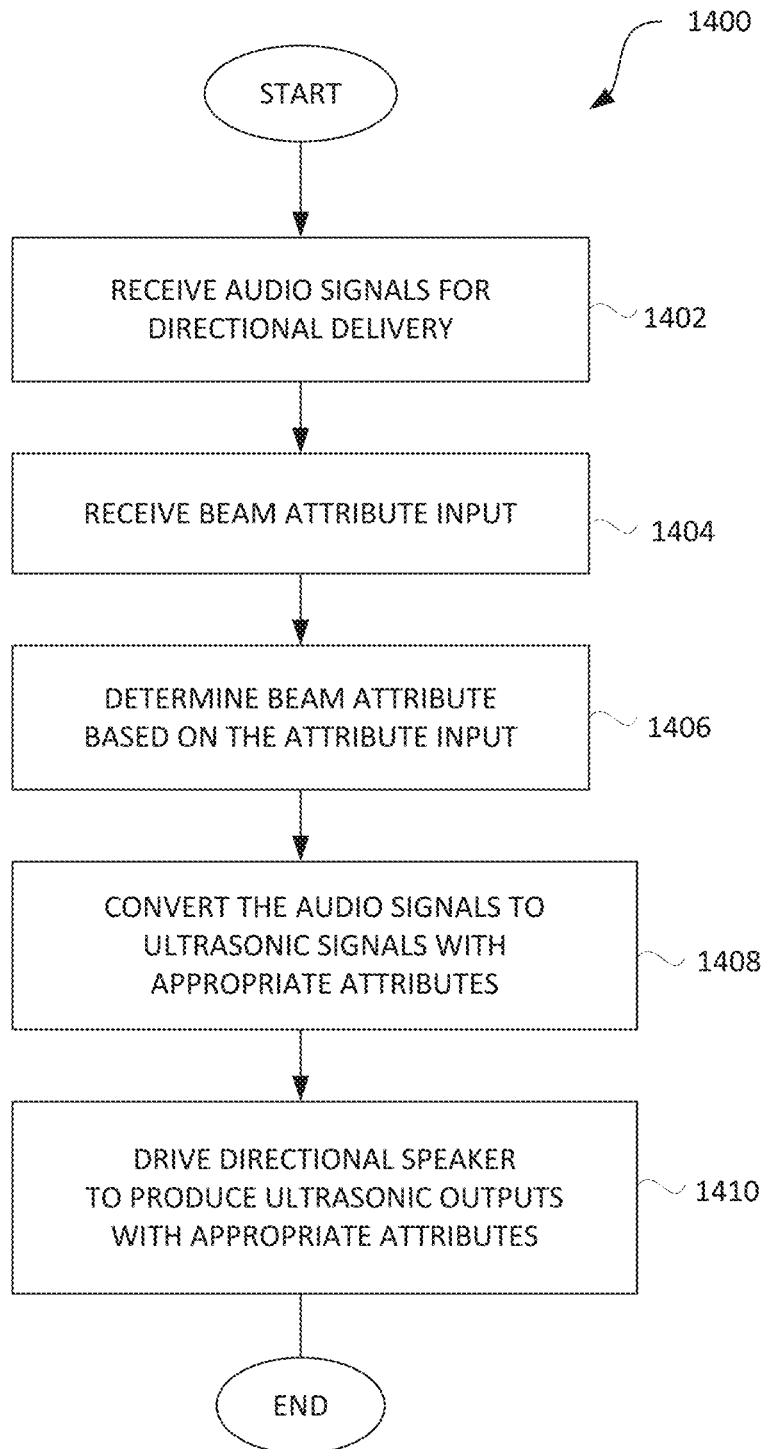 1400
START
RECEIVE AUDIO SIGNALS FOR
DIRECTIONAL DELIVERY
1402
RECEIVE BEAM ATTRIBUTE INPUT
1404
DETERMINE BEAM ATTRIBUTE
BASED ON THE ATTRIBUTE INPUT
1406
CONVERT THE AUDIO SIGNALS TO
ULTRASONIC SIGNALS WITH
APPROPRIATE ATTRIBUTES
1408
DRIVE DIRECTIONAL SPEAKER
TO PRODUCE ULTRASONIC OUTPUTS
WITH APPROPRIATE ATTRIBUTES
1410
END